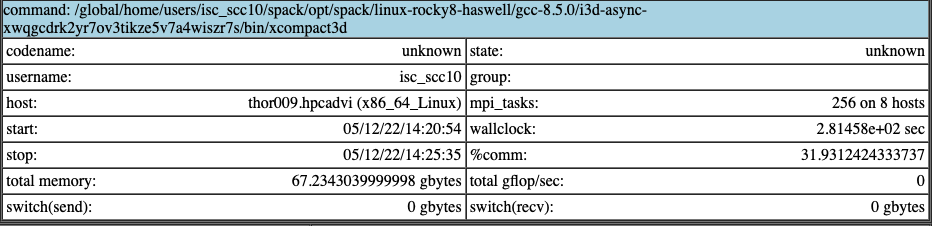 command: /global/home/users/isc_scc10/spack/opt/spack/linux-rocky8-haswell/gcc-8.5.0/i3d-async-
xwqgcdrk2yr7ov3tikze5v7a4wiszr7s/bin/xcompact3d
codename: unknown state: unknown
username: isc_scc10 group:
host: thor009.hpcadvi (x86_64_Linux) mpi_tasks: 256 on 8 hosts
start: 05/12/22/14:20:54 wallclock: 2.81458e+02 sec
stop: 05/12/22/14:25:35 %comm: 31.9312424333737
total memory: 67.2343039999998 gbytes total gflop/sec: 0
switch(send): 0 gbytes switch(recv): 0 gbytes